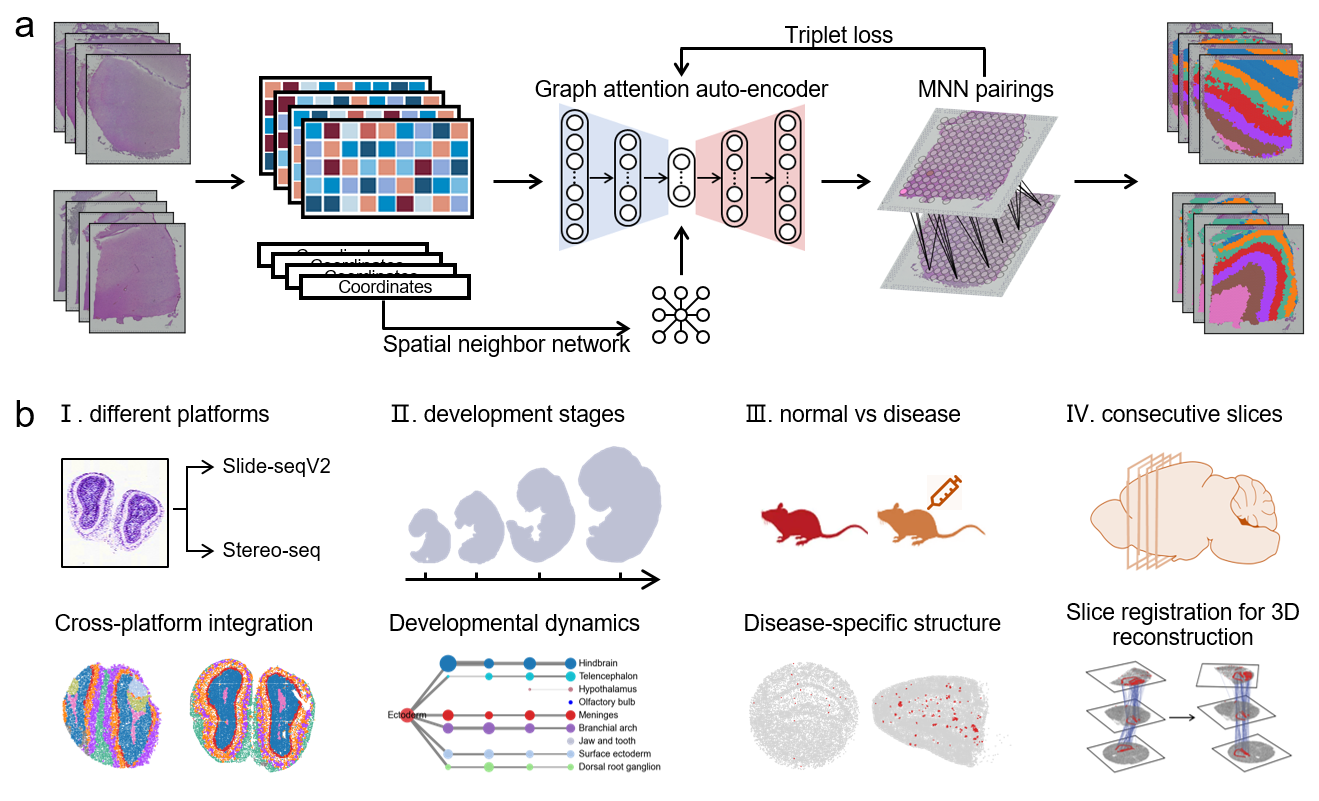 a
Triplet loss
Graph attention auto-encoder
MNN pairings
Coordinates
Coordinates
Coordinates
Coordinates
Spatial neighbor network
b
Ⅰ. different platforms
Ⅱ. development stages
Ⅲ. normal vs disease
Ⅳ. consecutive slices
Slide-seqV2
Stereo-seq
Cross-platform integration
Developmental dynamics
Disease-specific structure
Slice registration for 3D
reconstruction
Hindbrain
Telencephalon
Hypothalamus
Olfactory bulb
Ectoderm
Meninges
Branchial arch
Jaw and tooth
Surface ectoderm
Dorsal root ganglion